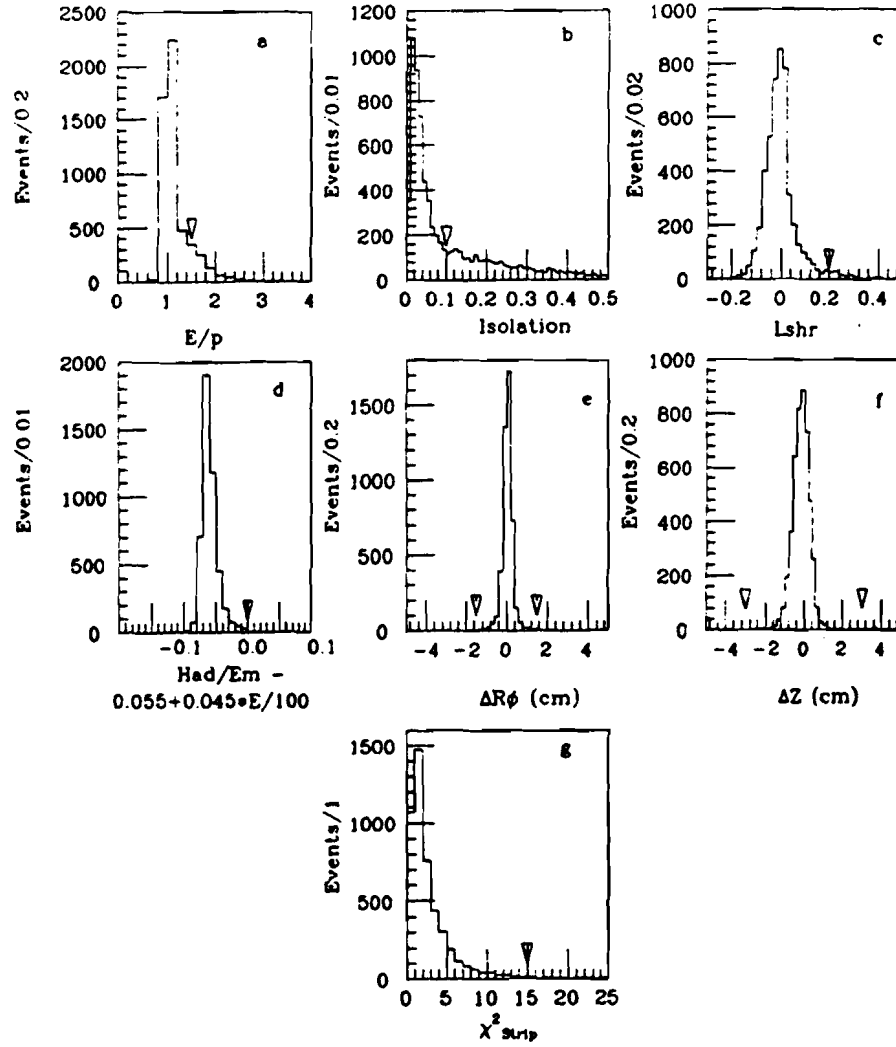 a
Events/0.2
2500
2000
1500
1000
500
0
0 1 2 3 4
E/p
b
Events/0.01
1200
1000
800
600
400
200
0
0 0.1 0.2 0.3 0.4 0.5
Isolation
c
Events/0.02
1000
800
600
400
200
0
-0.2 0 0.2 0.4
Lshr
d
Events/0.01
2000
1500
1000
500
0
-0.1 0.0 0.1
Had/Em -
0.055+0.045*E/100
e
Events/0.2
1500
1000
500
0
-4 -2 0 2 4
ΔRϕ (cm)
f
Events/0.2
1000
800
600
400
200
0
-4 -2 0 2 4
ΔZ (cm)
g
Events/1
1500
1000
500
0
0 5 10 15 20 25
χ² Strip